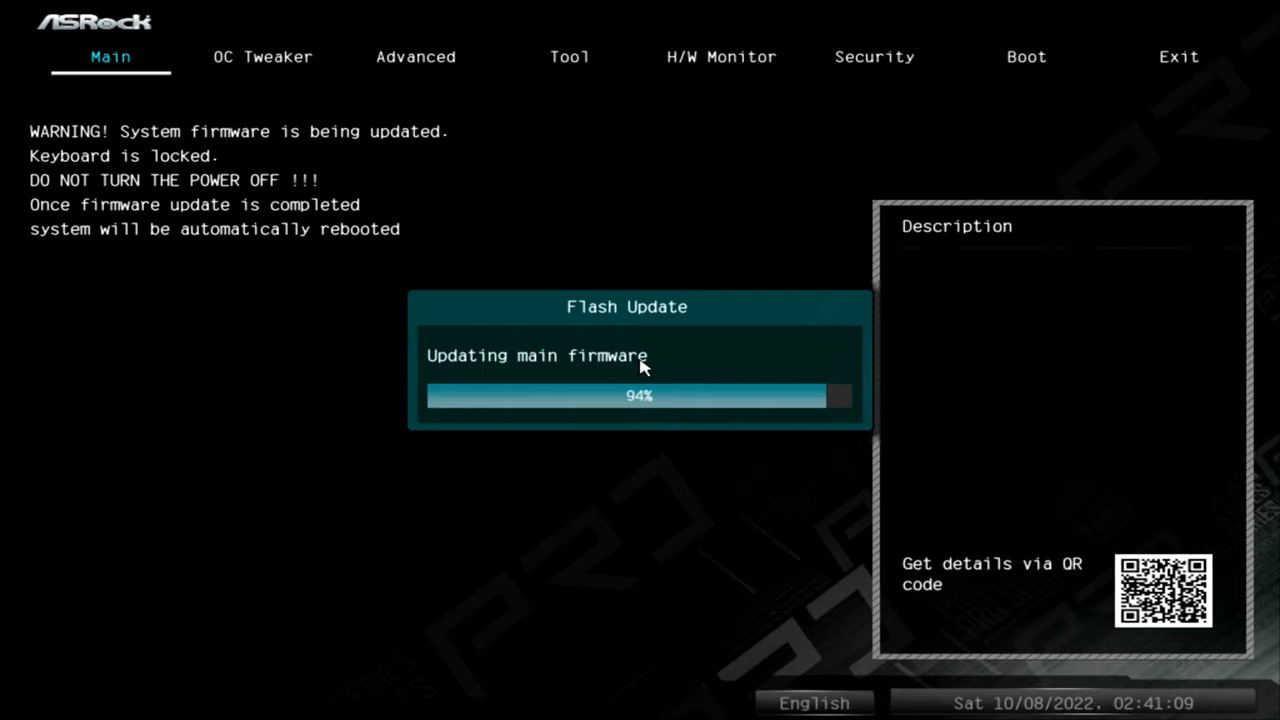 ASRock
Main OC Tweaker Advanced Tool H/W Monitor Security Boot Exit
WARNING! System firmware is being updated.
Keyboard is locked.
DO NOT TURN THE POWER OFF !!!
Once firmware update is completed
system will be automatically rebooted
Description
Flash Update
Updating main firmware
94%
Get details via QR
code
English
Sat 10/08/2022. 02:41:09